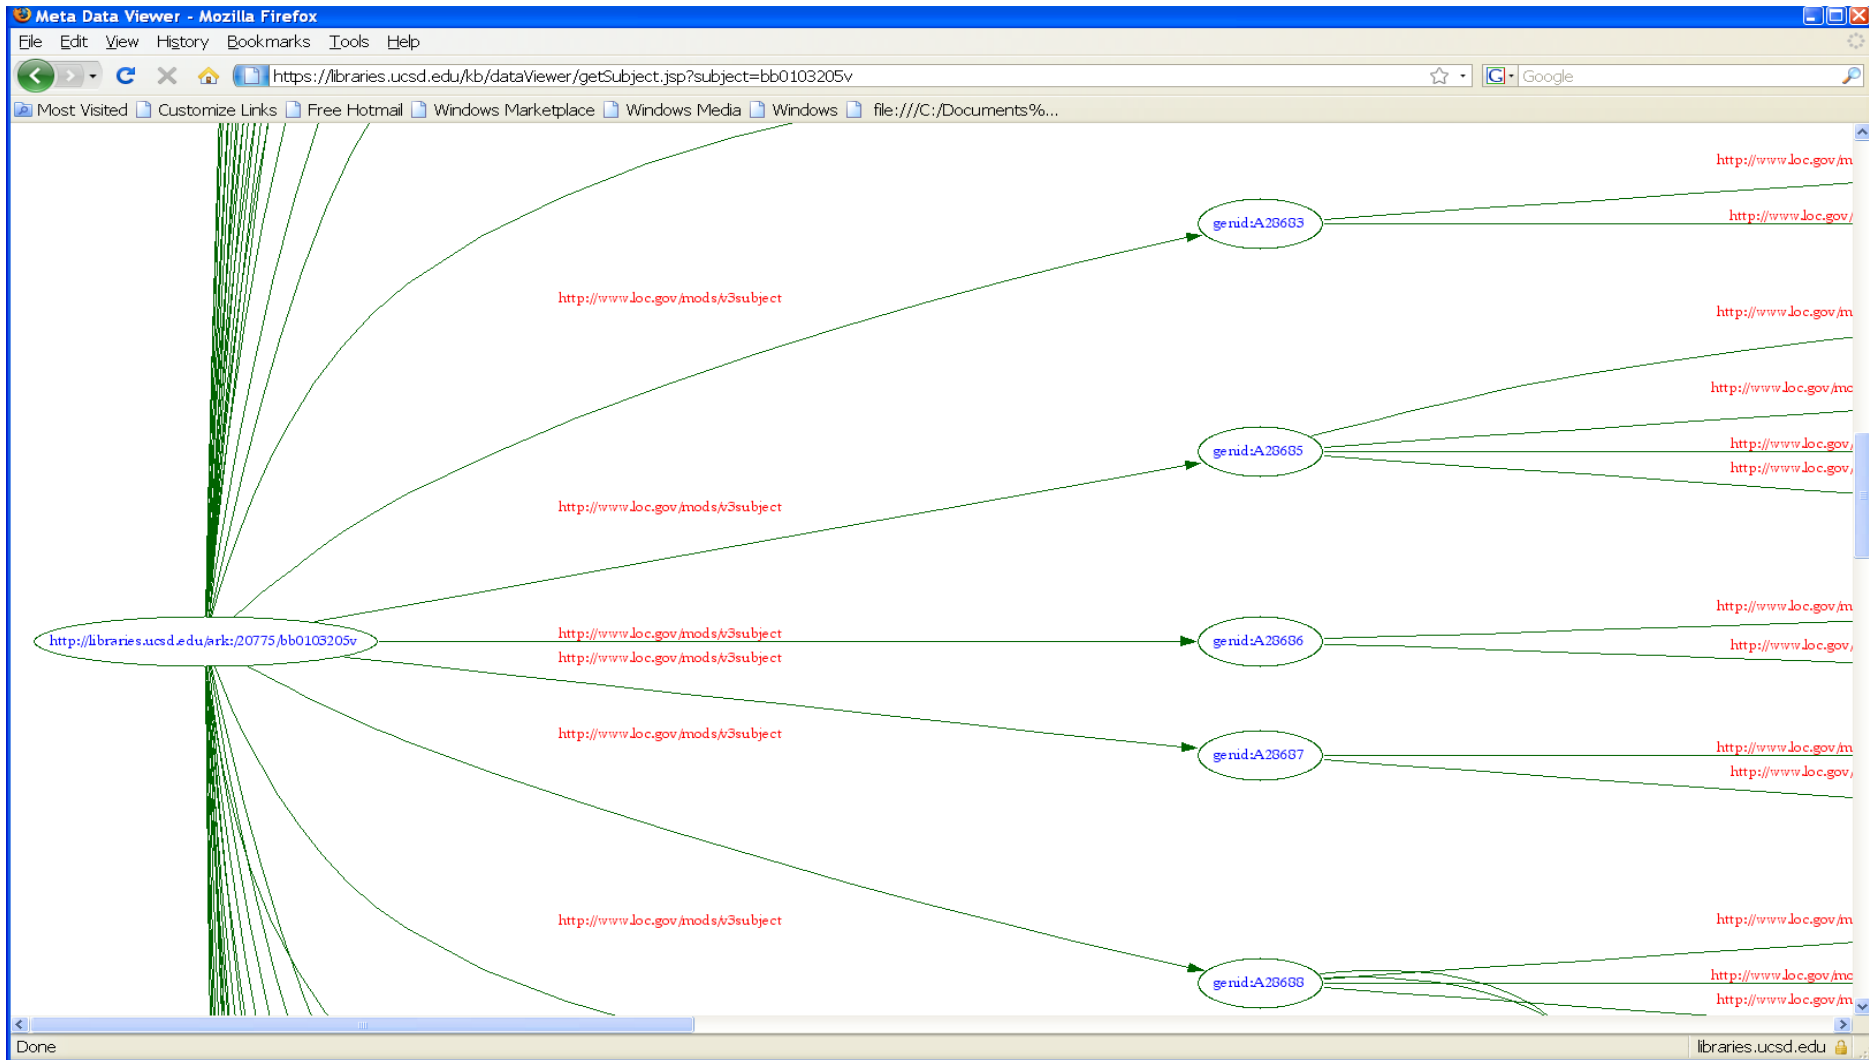 Meta Data Viewer - Mozilla Firefox
File Edit View History Bookmarks Tools Help
https://libraries.ucsd.edu/kb/dataViewer/getSubject.jsp?subject=bb0103205v
G Google
Most Visited Customize Links Free Hotmail Windows Marketplace Windows Media Windows file:///C:/Documents%...
http://www.loc.gov/m
http://www.loc.gov/
genid:A28683
http://www.loc.gov/mods/v3subject
http://www.loc.gov/m
http://www.loc.gov/mo
http://www.loc.gov/
genid:A28685
http://www.loc.gov/
http://www.loc.gov/mods/v3subject
http://www.loc.gov/m
http://www.loc.gov/mods/v3subject
http://libraries.ucsd.edu/ark:/20775/bb0103205v
genid:A28686
http://www.loc.gov/
http://www.loc.gov/mods/v3subject
http://www.loc.gov/mods/v3subject
http://www.loc.gov/m
genid:A28687
http://www.loc.gov/
http://www.loc.gov/mods/v3subject
http://www.loc.gov/m
http://www.loc.gov/mo
genid:A28688
http://www.loc.gov/m
Done
libraries.ucsd.edu